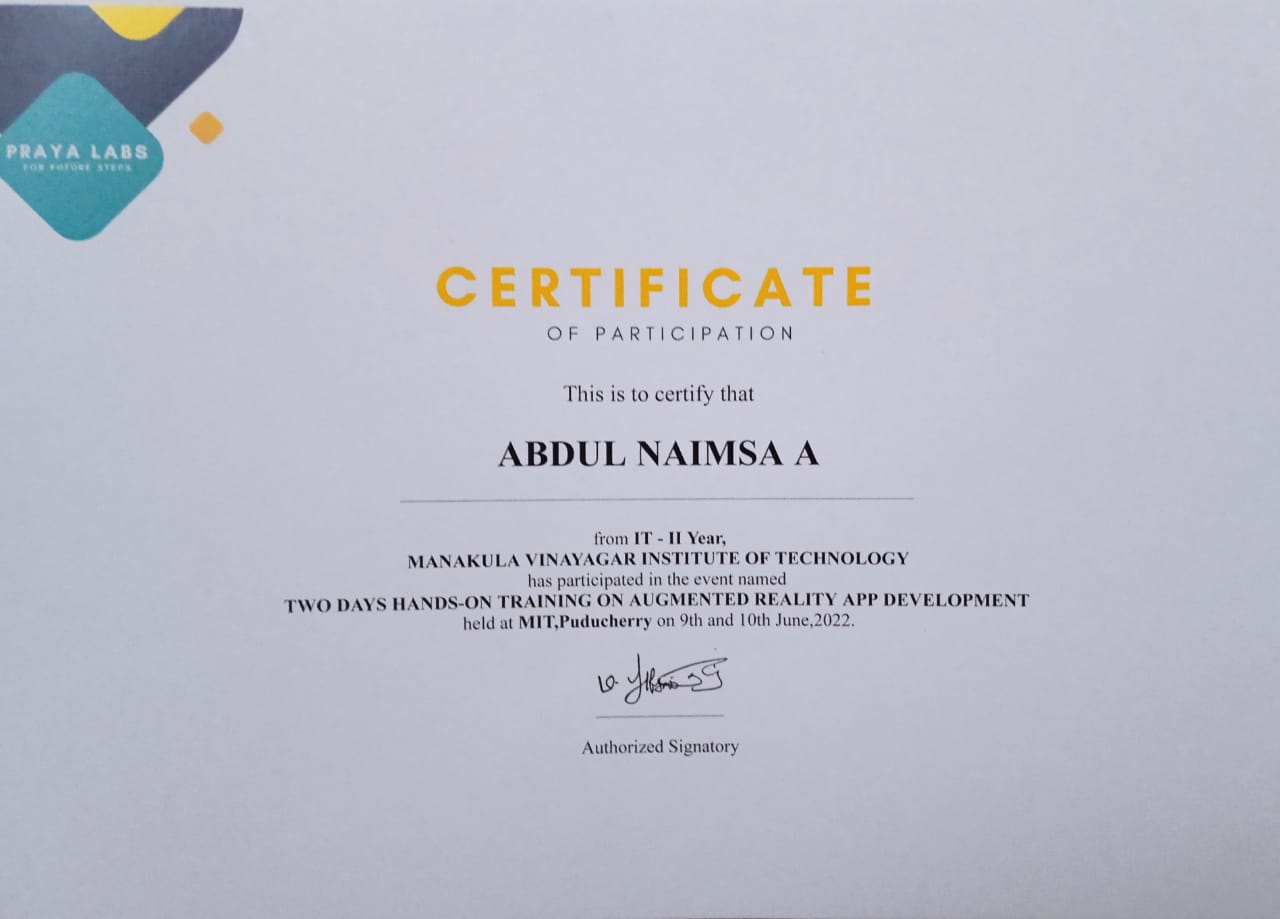 PRAYA LABS
FOR FUTURE STEPS
CERTIFICATE
OF PARTICIPATION
This is to certify that
ABDUL NAIMSA A
from IT - II Year,
MANAKULA VINAYAGAR INSTITUTE OF TECHNOLOGY
has participated in the event named
TWO DAYS HANDS-ON TRAINING ON AUGMENTED REALITY APP DEVELOPMENT
held at MIT,Puducherry on 9th and 10th June,2022.
Authorized Signatory